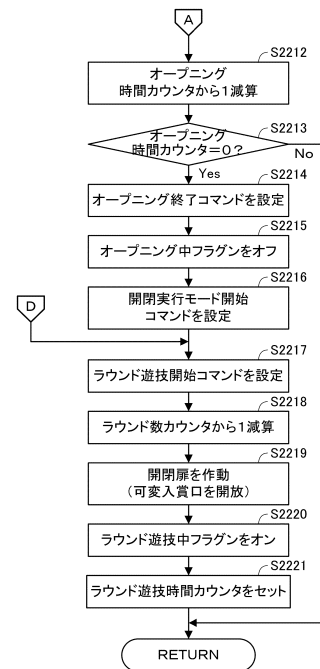 A
S2212
オープニング
時間カウンタから1減算
S2213
オープニング
時間カウンタ=0?
No
Yes
S2214
オープニング終了コマンドを設定
S2215
オープニング中フラグンをオフ
S2216
開閉実行モード開始
コマンドを設定
D
S2217
ラウンド遊技開始コマンドを設定
S2218
ラウンド数カウンタから1減算
S2219
開閉扉を作動
(可変入賞口を開放)
S2220
ラウンド遊技中フラグンをオン
S2221
ラウンド遊技時間カウンタをセット
RETURN